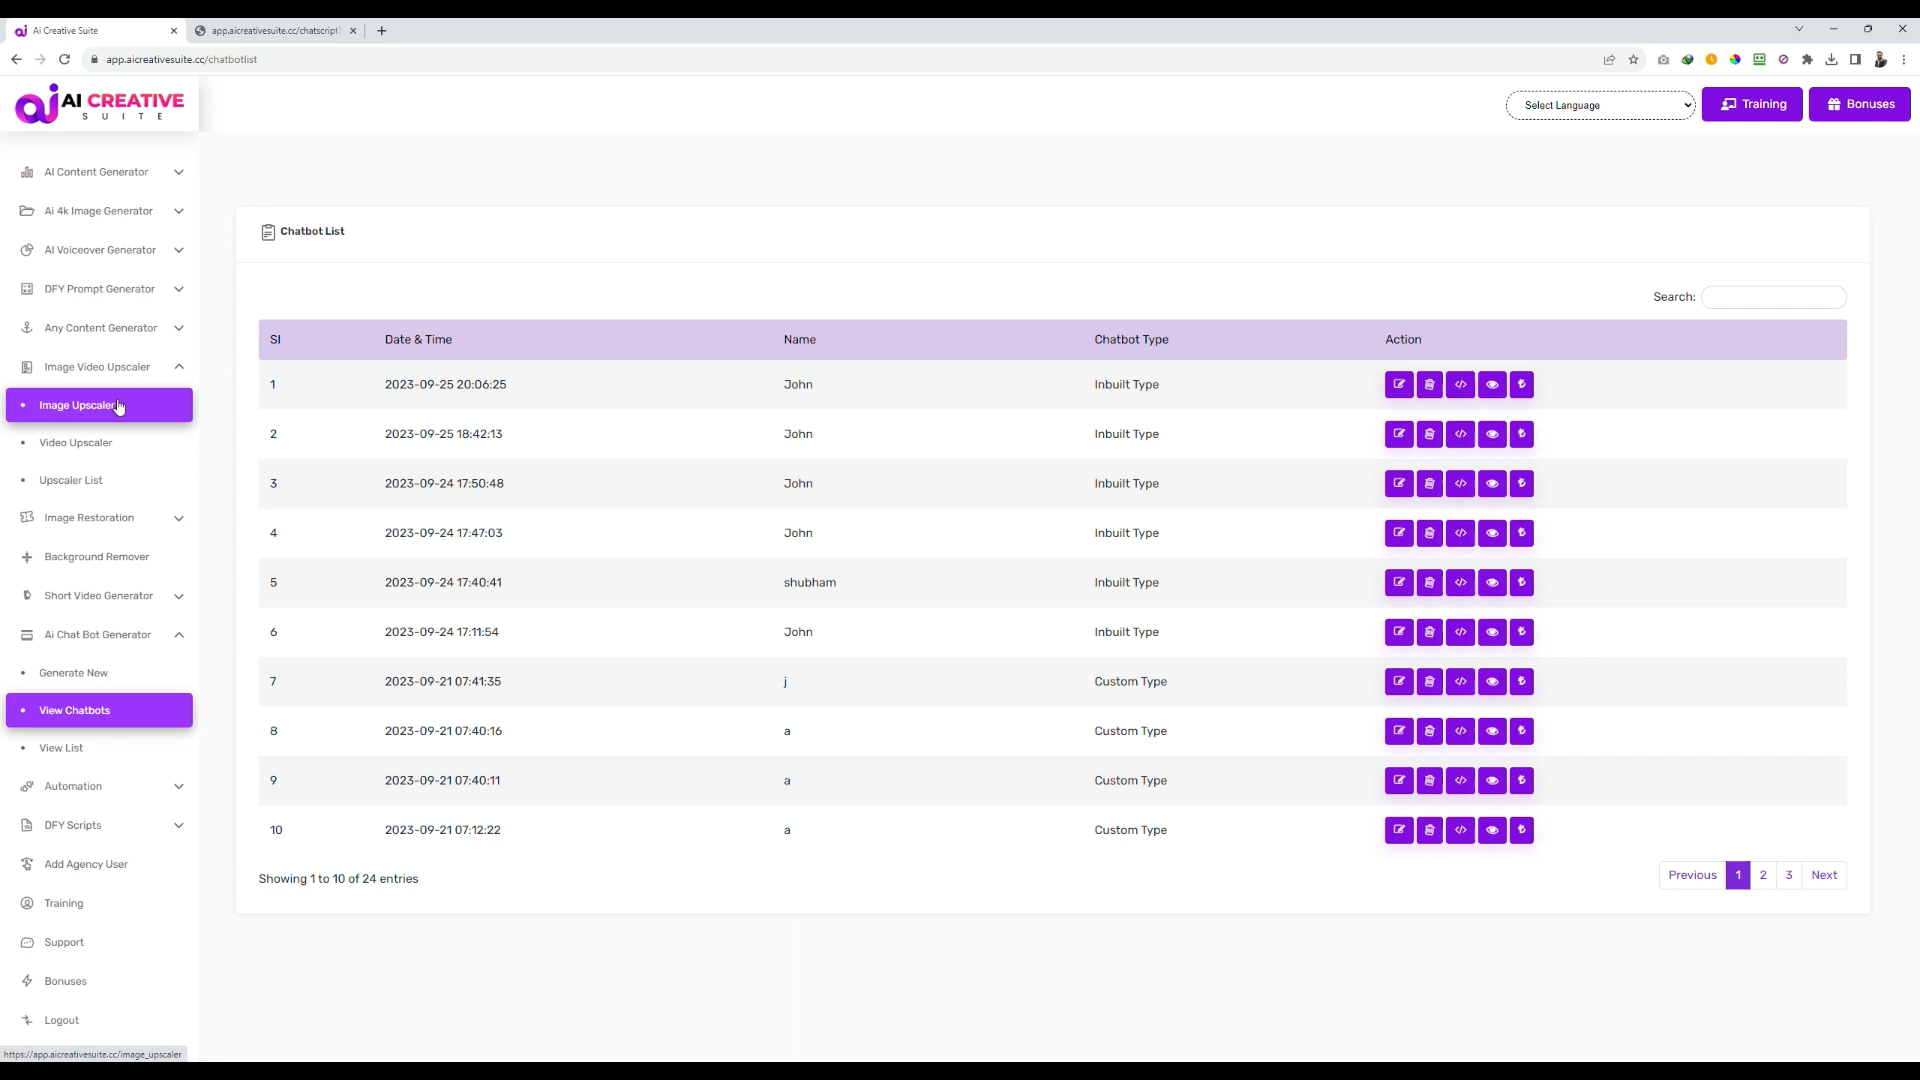 Ai Creative Suite
app.aicreativesuite.cc/chatscript
app.aicreativesuite.cc/chatbotlist
AI CREATIVE
SUITE
Select Language
Training
Bonuses
AI Content Generator
Ai 4k Image Generator
AI Voiceover Generator
DFY Prompt Generator
Any Content Generator
Image Video Upscaler
Image Upscaler
Video Upscaler
Upscaler List
Image Restoration
Background Remover
Short Video Generator
Ai Chat Bot Generator
Generate New
View Chatbots
View List
Automation
DFY Scripts
Add Agency User
Training
Support
Bonuses
Logout
https://app.aicreativesuite.cc/image_upscaler
Chatbot List
Search:
Sl Date & Time Name Chatbot Type Action
1 2023-09-25 20:06:25 John Inbuilt Type
2 2023-09-25 18:42:13 John Inbuilt Type
3 2023-09-24 17:50:48 John Inbuilt Type
4 2023-09-24 17:47:03 John Inbuilt Type
5 2023-09-24 17:40:41 shubham Inbuilt Type
6 2023-09-24 17:11:54 John Inbuilt Type
7 2023-09-21 07:41:35 j Custom Type
8 2023-09-21 07:40:16 a Custom Type
9 2023-09-21 07:40:11 a Custom Type
10 2023-09-21 07:12:22 a Custom Type
Showing 1 to 10 of 24 entries
Previous 1 2 3 Next